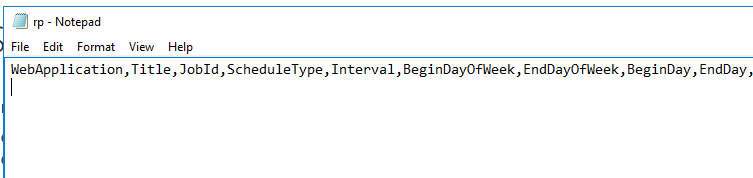 rp - Notepad
File Edit Format View Help
WebApplication,Title,JobId,ScheduleType,Interval,BeginDayOfWeek,EndDayOfWeek,BeginDay,EndDay,